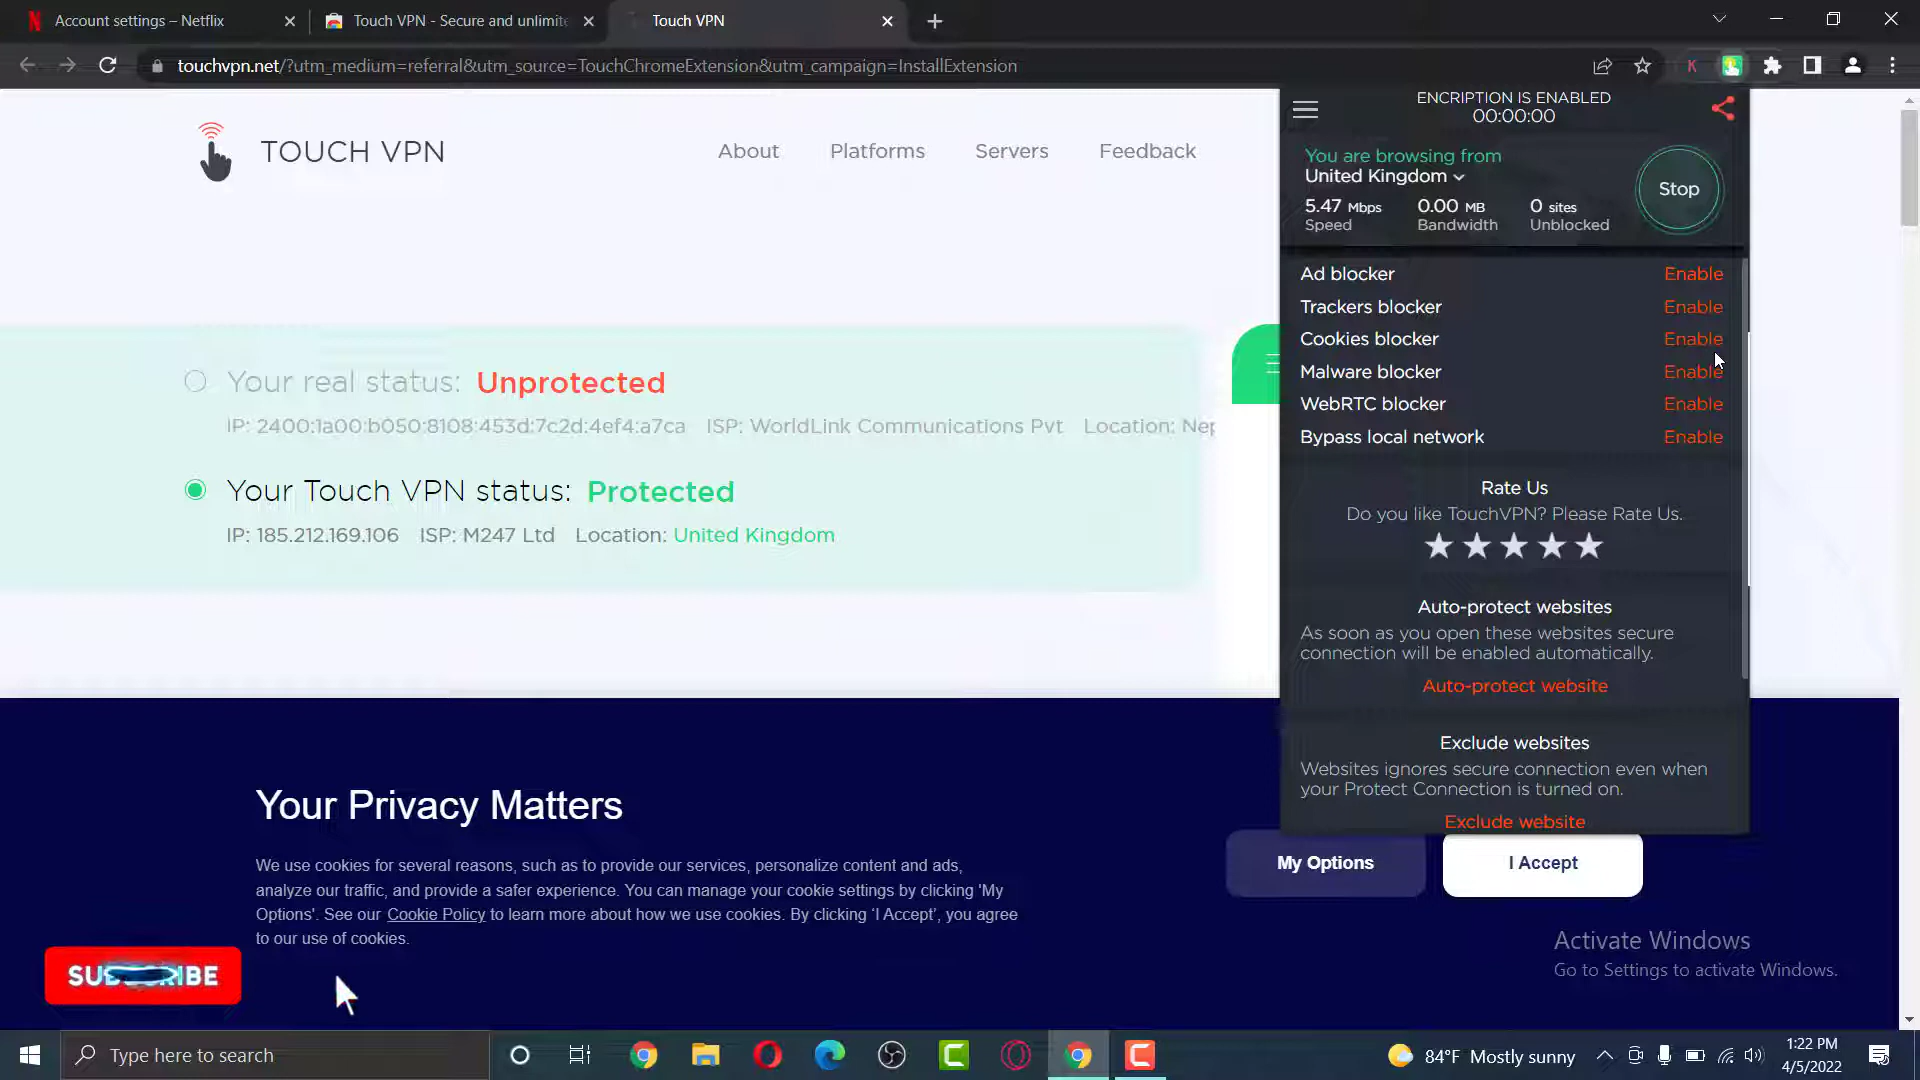 Account settings – Netflix
Touch VPN - Secure and unlimite
Touch VPN
touchvpn.net/?utm_medium=referral&utm_source=TouchChromeExtension&utm_campaign=InstallExtension
K
TOUCH VPN
About Platforms Servers Feedback
ENCRIPTION IS ENABLED
00:00:00
You are browsing from
United Kingdom
Stop
5.47 Mbps 0.00 MB 0 sites
Speed Bandwidth Unblocked
Ad blocker Enable
Trackers blocker Enable
Cookies blocker Enable
Malware blocker Enable
WebRTC blocker Enable
Bypass local network Enable
Rate Us
Do you like TouchVPN? Please Rate Us.
Auto-protect websites
As soon as you open these websites secure
connection will be enabled automatically.
Auto-protect website
Exclude websites
Websites ignores secure connection even when
your Protect Connection is turned on.
Exclude website
Your real status: Unprotected
IP: 2400:1a00:b050:8108:453d:7c2d:4ef4:a7ca ISP: WorldLink Communications Pvt Location: Nep
Your Touch VPN status: Protected
IP: 185.212.169.106 ISP: M247 Ltd Location: United Kingdom
Your Privacy Matters
We use cookies for several reasons, such as to provide our services, personalize content and ads,
analyze our traffic, and provide a safer experience. You can manage your cookie settings by clicking 'My
Options'. See our Cookie Policy to learn more about how we use cookies. By clicking ‘I Accept’, you agree
to our use of cookies.
My Options
I Accept
SUBSCRIBE
Activate Windows
Go to Settings to activate Windows.
Type here to search
84°F Mostly sunny
1:22 PM
4/5/2022